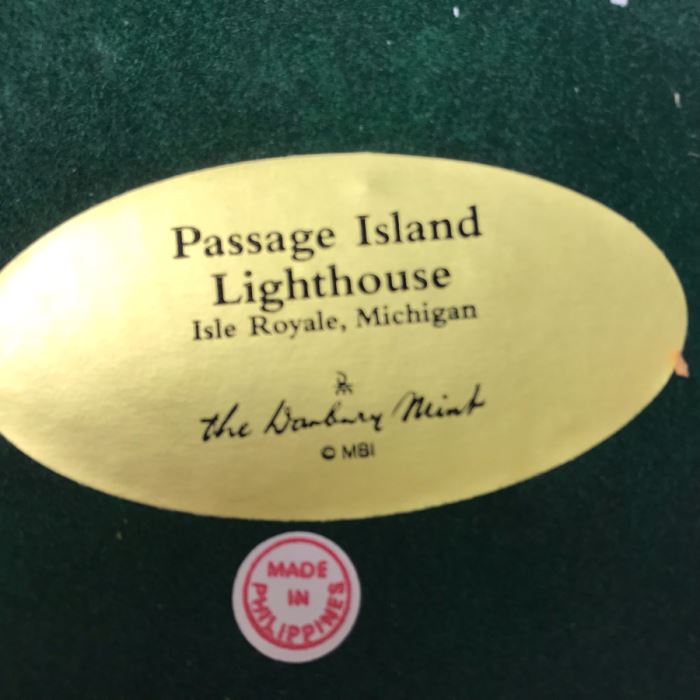 Passage Island
Lighthouse
Isle Royale, Michigan
the Danbury Mint
© MBI
MADE
IN
PHILIPPINES